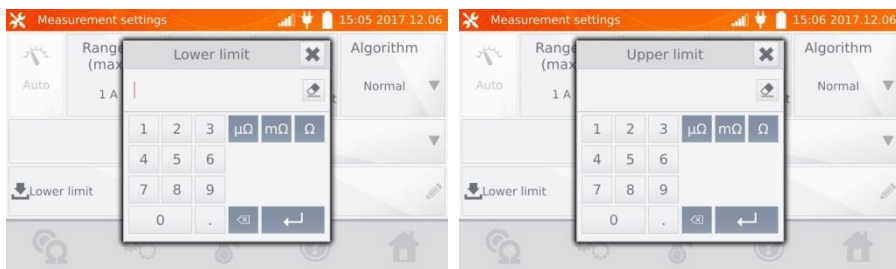 Measurement settings 15:05 2017.12.06
Range
(max
1 A
Auto
Lower limit
Algorithm
Normal
1 2 3 µΩ mΩ Ω
4 5 6
7 8 9
0 .
Lower limit
Measurement settings 15:06 2017.12.06
Range
(max
1 A
Auto
Upper limit
Algorithm
Normal
1 2 3 µΩ mΩ Ω
4 5 6
7 8 9
0 .
Lower limit